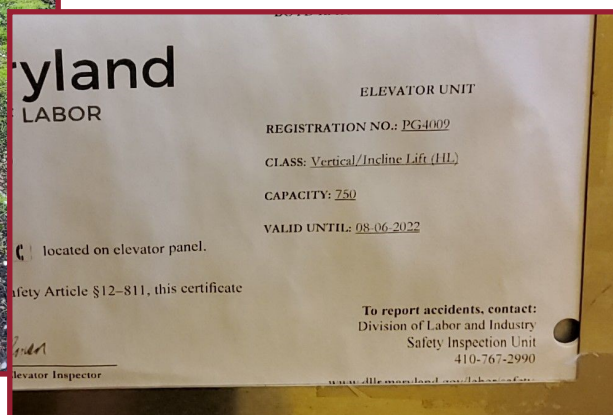 yland
LABOR
ELEVATOR UNIT
REGISTRATION NO.: PG4009
CLASS: Vertical/Incline Lift (HL)
CAPACITY: 750
VALID UNTIL: 08-06-2022
located on elevator panel.
afety Article §12–811, this certificate
To report accidents, contact:
Division of Labor and Industry
Safety Inspection Unit
410-767-2990
levator Inspector